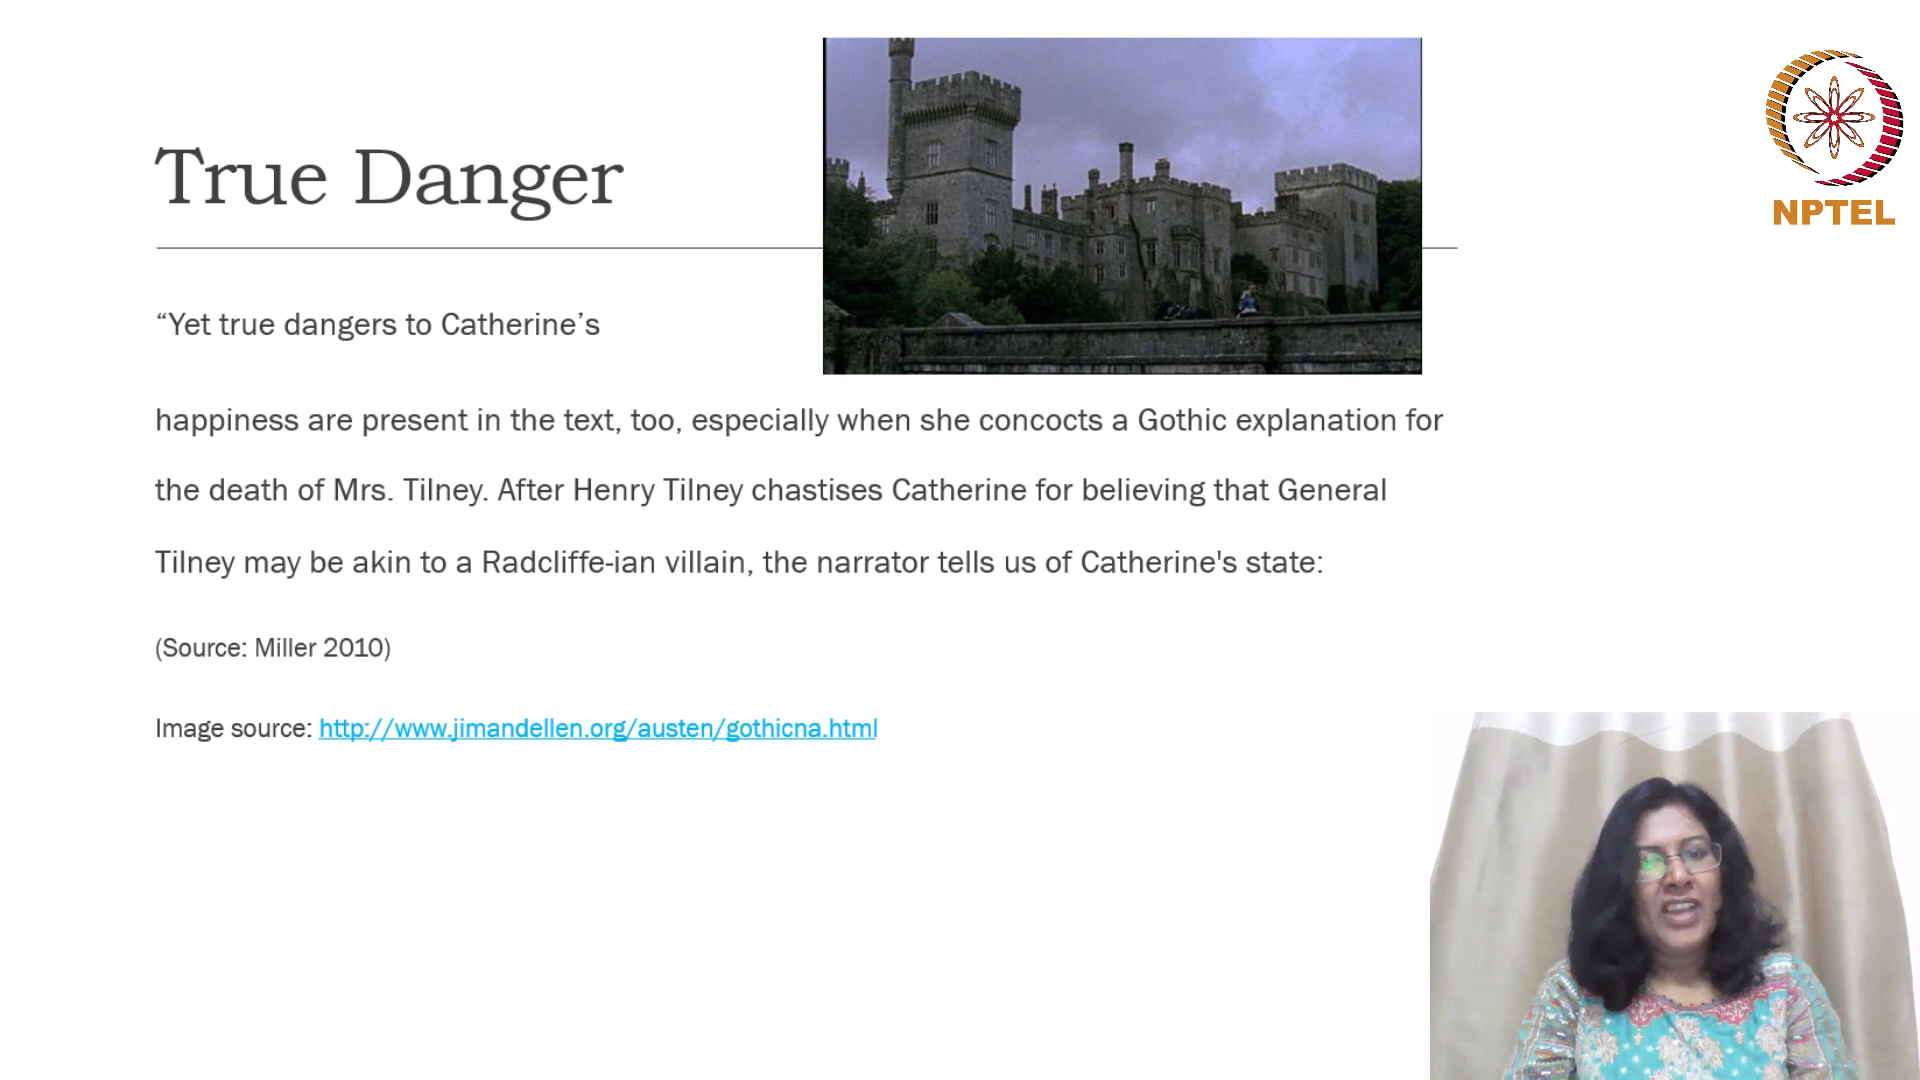 True Danger
NPTEL
“Yet true dangers to Catherine’s
happiness are present in the text, too, especially when she concocts a Gothic explanation for
the death of Mrs. Tilney. After Henry Tilney chastises Catherine for believing that General
Tilney may be akin to a Radcliffe-ian villain, the narrator tells us of Catherine's state:
(Source: Miller 2010)
Image source: http://www.jimandellen.org/austen/gothicna.html